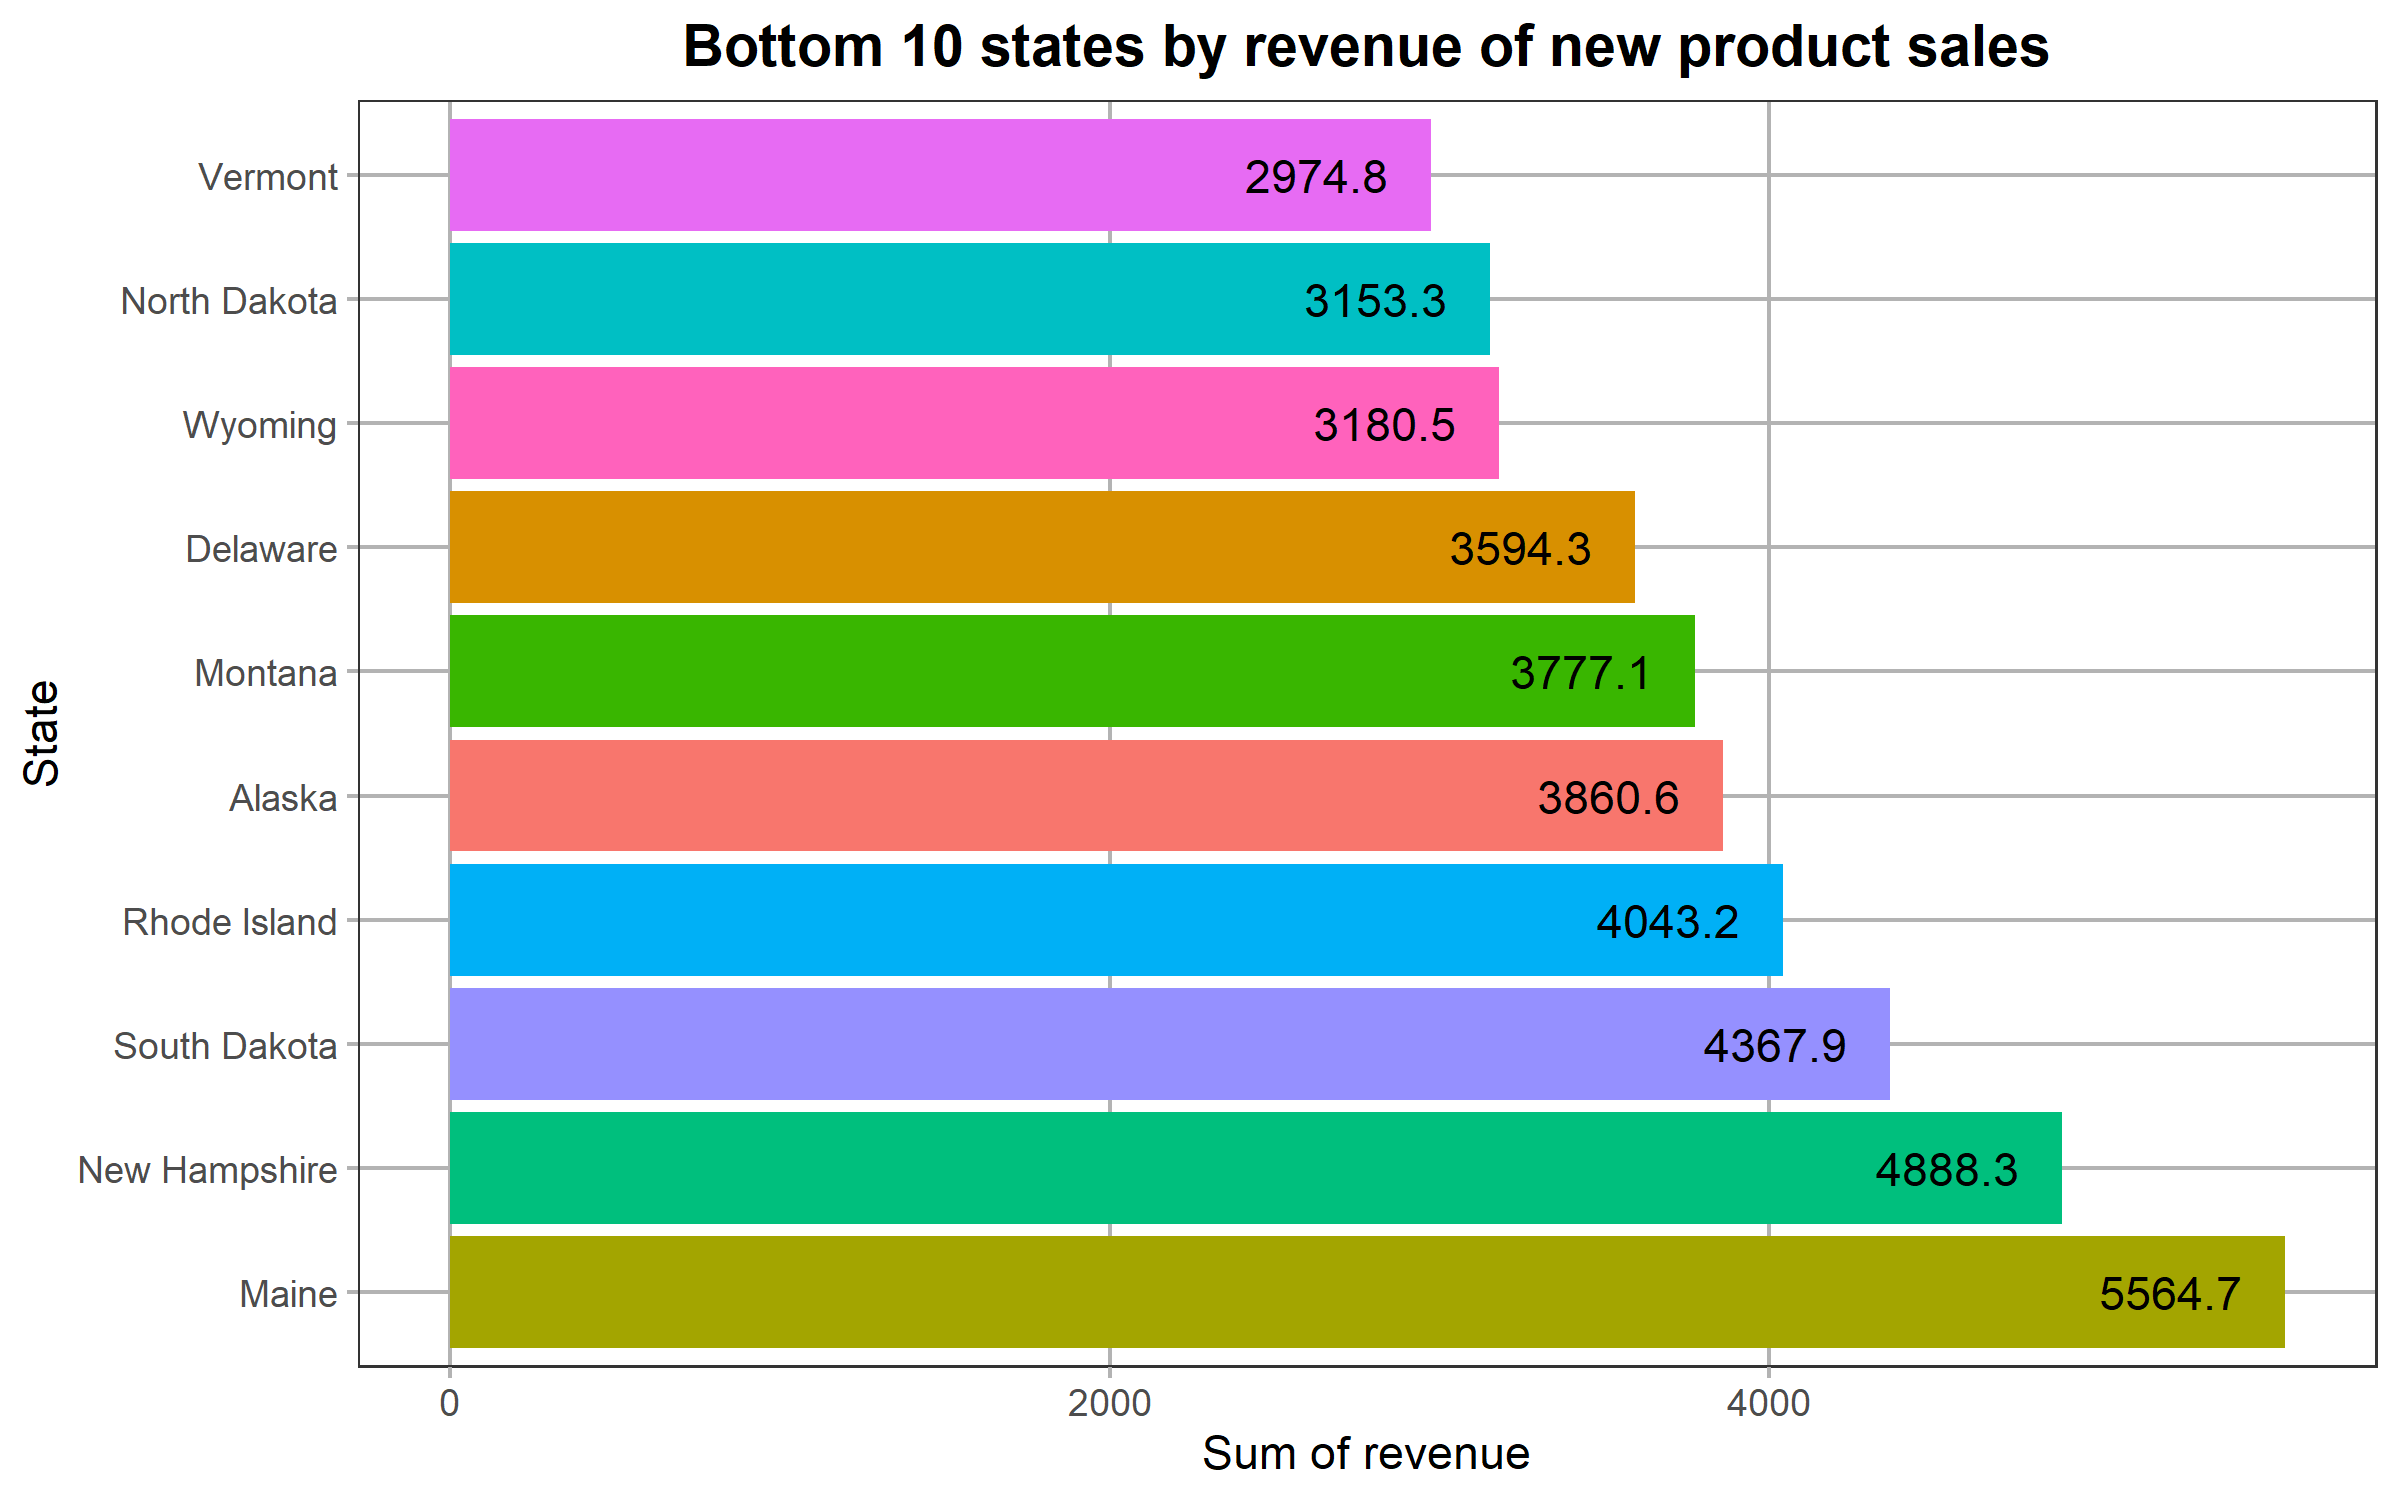 Bottom 10 states by revenue of new product sales
State
Vermont 2974.8
North Dakota 3153.3
Wyoming 3180.5
Delaware 3594.3
Montana 3777.1
Alaska 3860.6
Rhode Island 4043.2
South Dakota 4367.9
New Hampshire 4888.3
Maine 5564.7
0 2000 4000
Sum of revenue